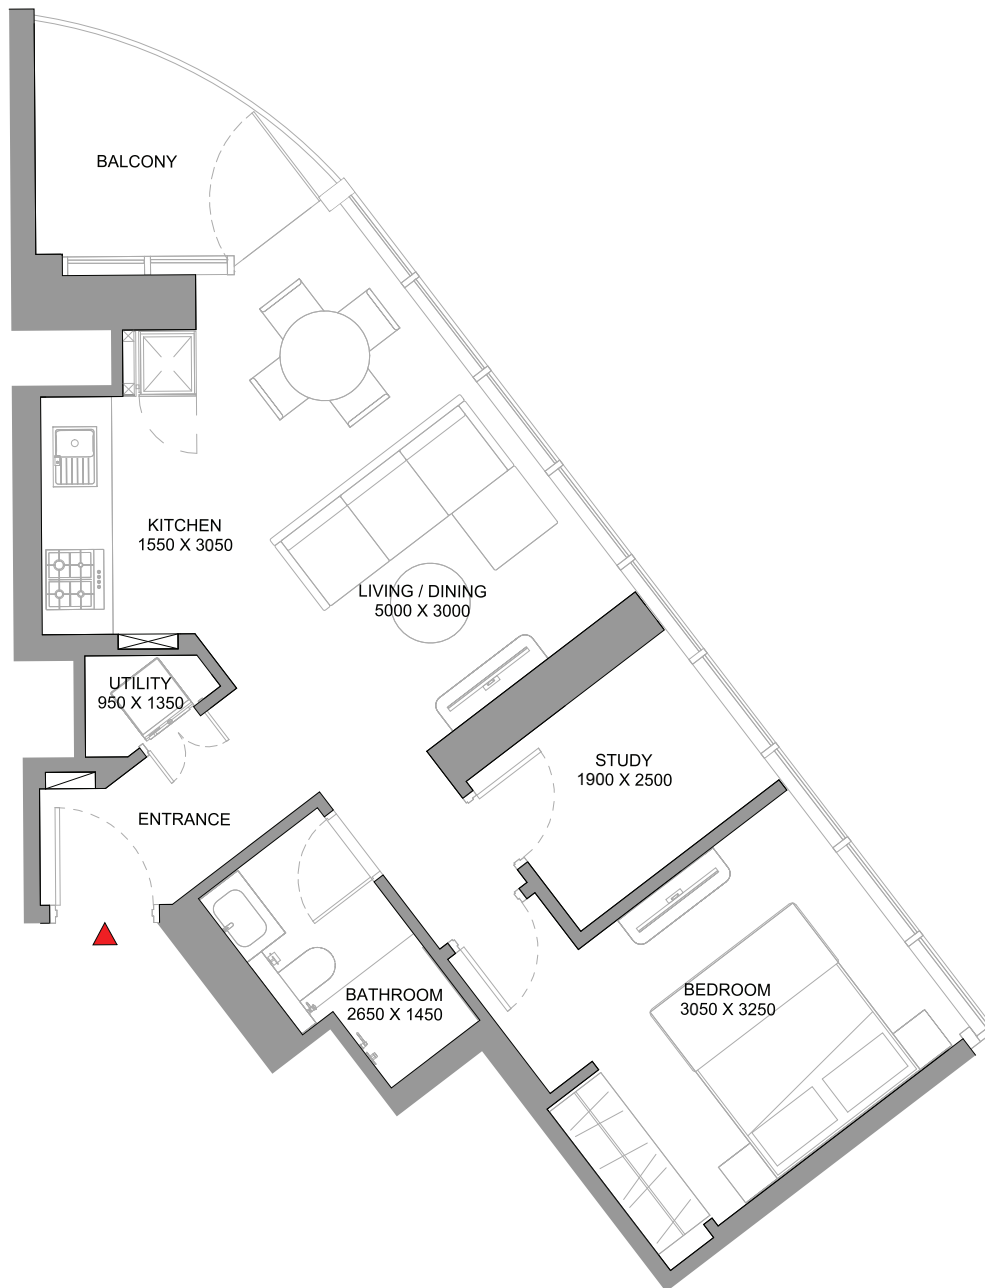 BALCONY
KITCHEN
1550 X 3050
LIVING / DINING
5000 X 3000
UTILITY
950 X 1350
STUDY
1900 X 2500
ENTRANCE
BATHROOM
2650 X 1450
BEDROOM
3050 X 3250